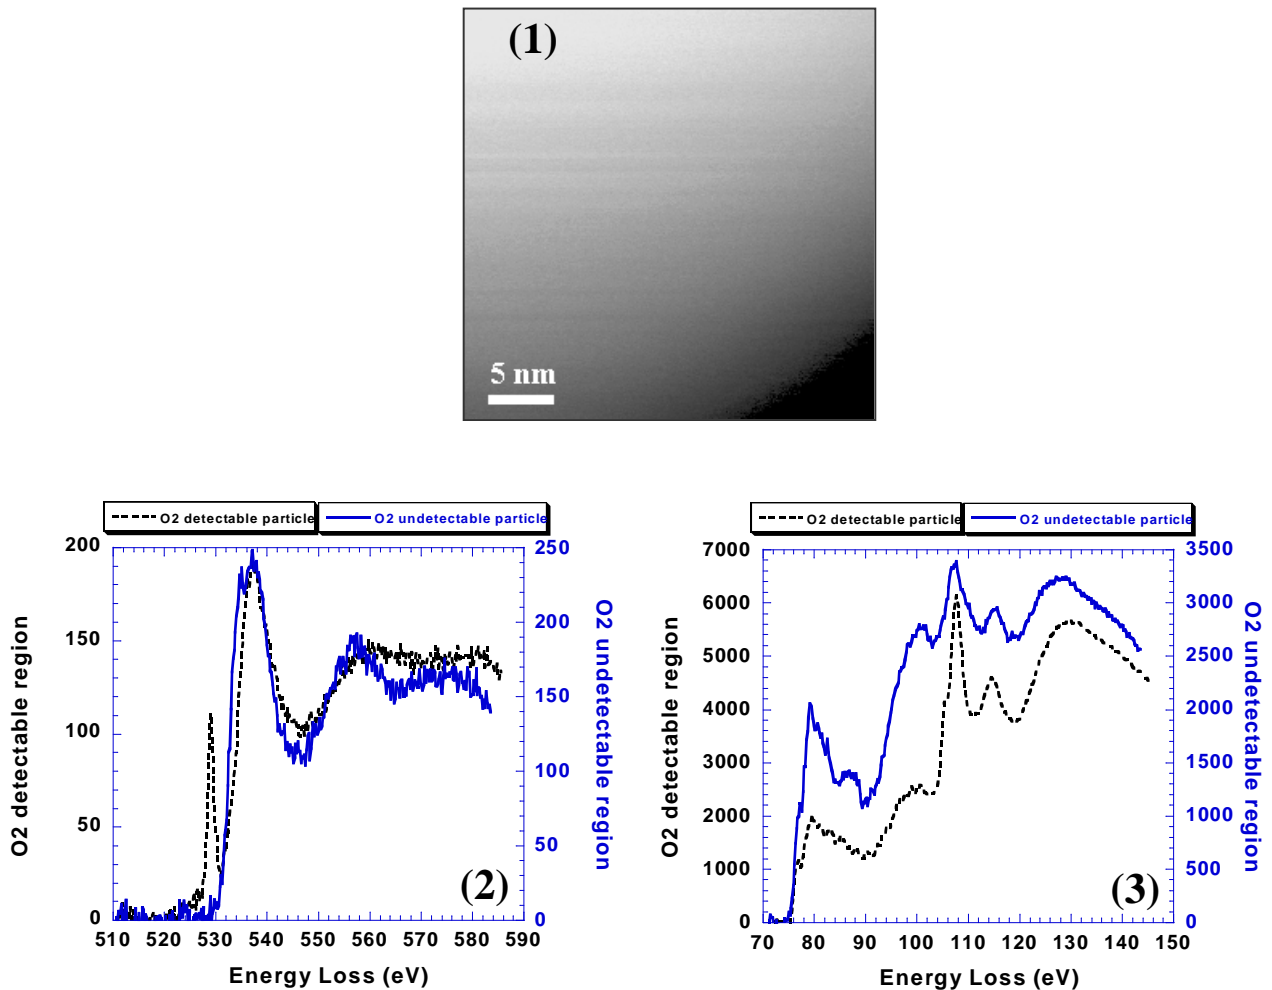 (1)
5 nm
O2 detectable particle
O2 undetectable particle
200
150
100
50
0
250
200
150
100
50
0
O2 detectable region
O2 undetectable region
(2)
510 520 530 540 550 560 570 580 590
Energy Loss (eV)
O2 detectable particle
O2 undetectable particle
7000
6000
5000
4000
3000
2000
1000
0
3500
3000
2500
2000
1500
1000
500
0
O2 detectable region
O2 undetectable region
(3)
70 80 90 100 110 120 130 140 150
Energy Loss (eV)